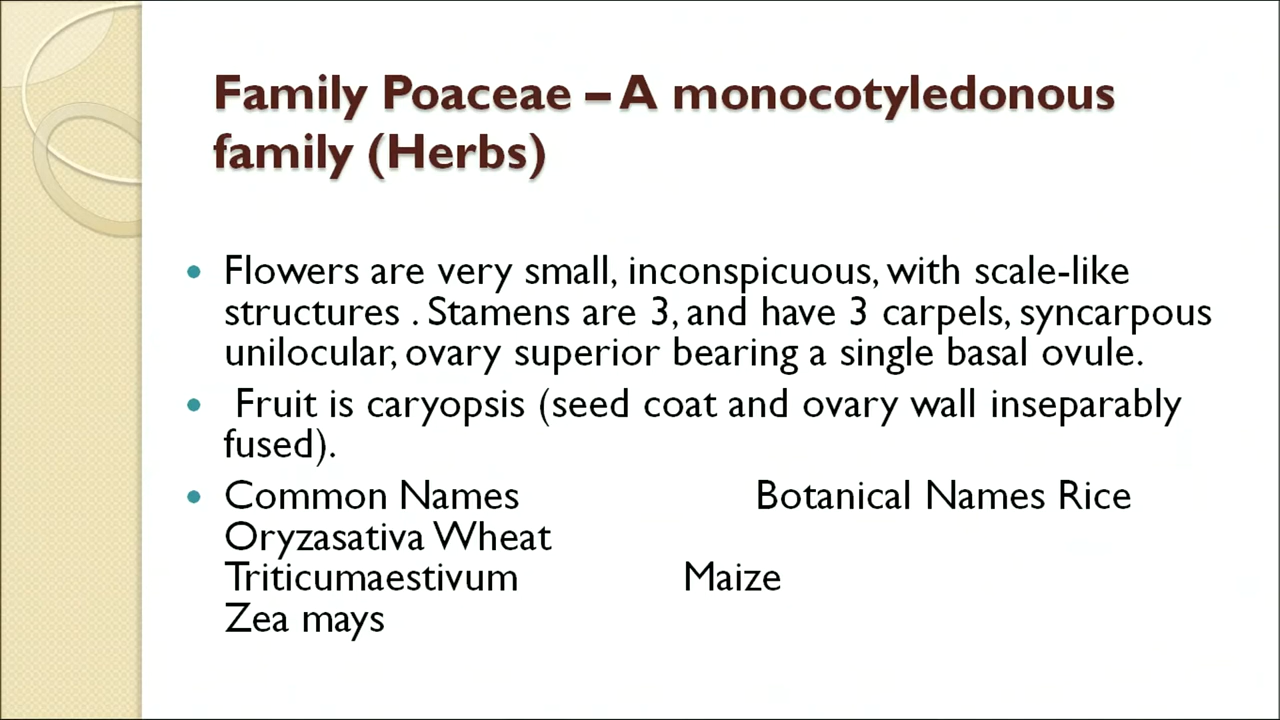 Family Poaceae – A monocotyledonous
family (Herbs)
• Flowers are very small, inconspicuous, with scale-like
structures . Stamens are 3, and have 3 carpels, syncarpous
unilocular, ovary superior bearing a single basal ovule.
• Fruit is caryopsis (seed coat and ovary wall inseparably
fused).
• Common Names Botanical Names Rice
Oryzasativa Wheat
Triticumaestivum Maize
Zea mays